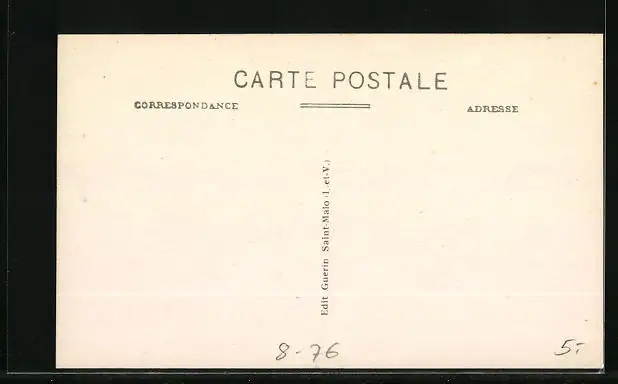 CARTE POSTALE
CORRESPONDANCE
ADRESSE
Edit Guerin Saint-Malo (I.-et-V.)
8-76
5.-